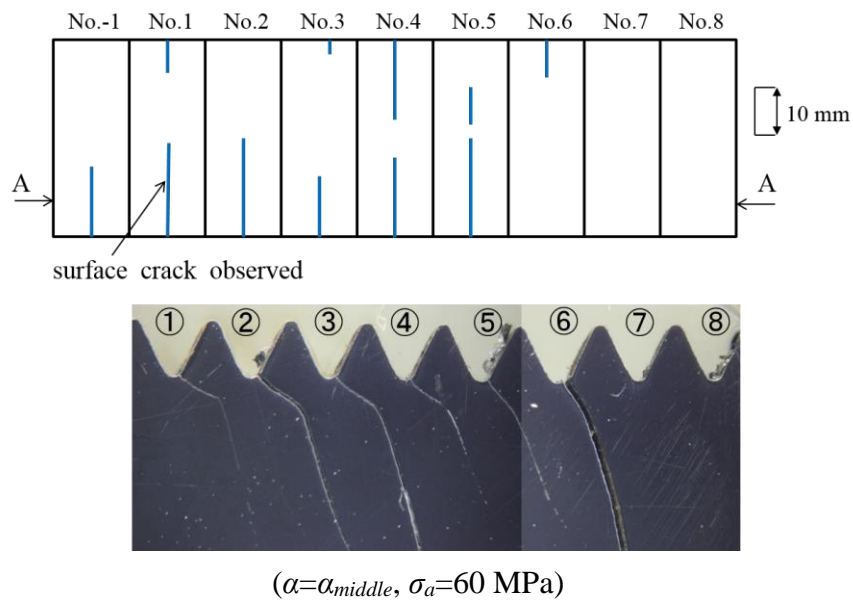 No.-1 No.1 No.2 No.3 No.4 No.5 No.6 No.7 No.8
10 mm
A A
surface crack observed
① ② ③ ④ ⑤ ⑥ ⑦ ⑧
(α=αmiddle, σa=60 MPa)